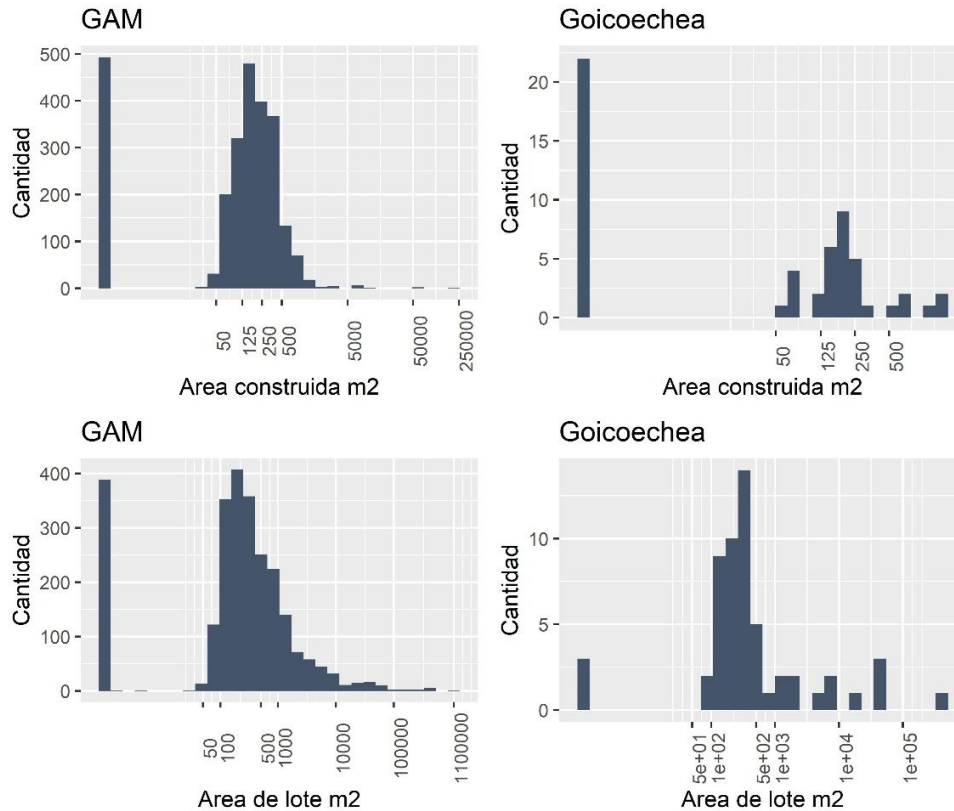 GAM
500
400
300
200
100
0
Cantidad
50
125
250
500
5000
50000
250000
Area construida m2
Goicoechea
20
15
10
5
0
Cantidad
50
125
250
500
Area construida m2
GAM
400
300
200
100
0
Cantidad
50
100
5000
1000
10000
100000
1100000
Area de lote m2
Goicoechea
10
5
0
Cantidad
5e+01
1e+02
5e+02
1e+03
1e+04
1e+05
Area de lote m2